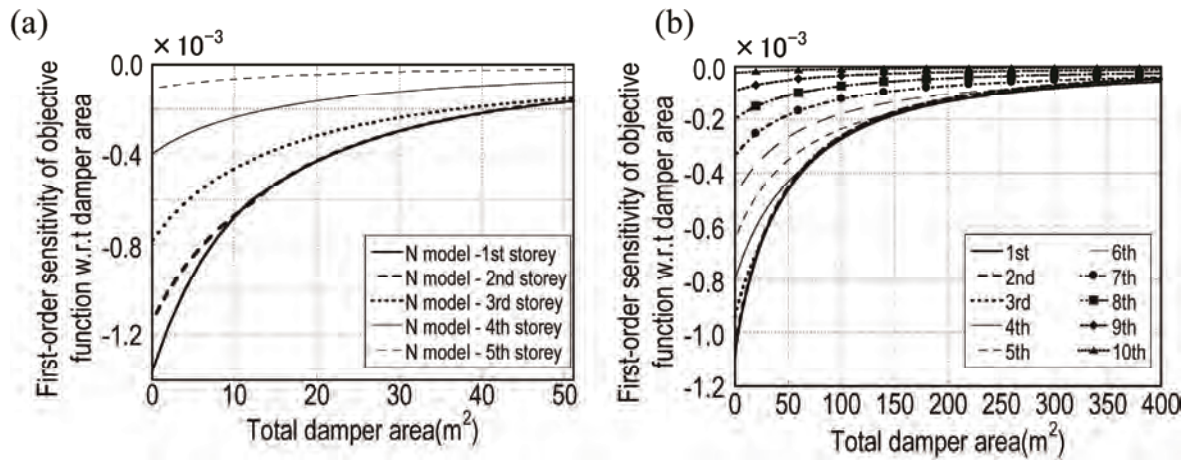 (a)
× 10⁻³
First-order sensitivity of objective
function w.r.t damper area
0.0
-0.4
-0.8
-1.2
0 10 20 30 40 50
Total damper area(m²)
N model -1st storey
N model - 2nd storey
N model - 3rd storey
N model - 4th storey
N model - 5th storey
(b)
× 10⁻³
First-order sensitivity of objective
function w.r.t damper area
0.0
-0.2
-0.4
-0.6
-0.8
-1.0
-1.2
0 50 100 150 200 250 300 350 400
Total damper area(m²)
1st
2nd
3rd
4th
5th
6th
7th
8th
9th
10th